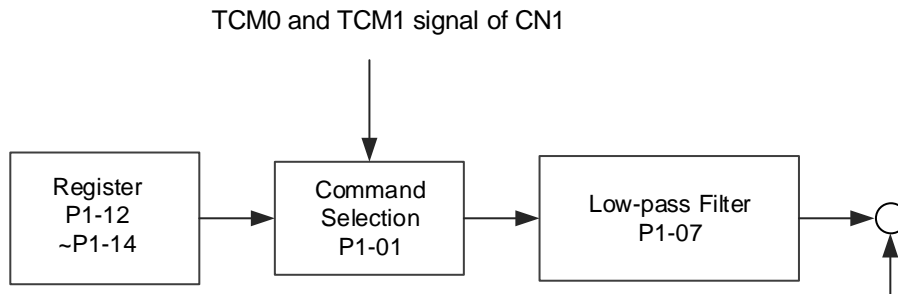 TCM0 and TCM1 signal of CN1
Register
P1-12
~P1-14
Command
Selection
P1-01
Low-pass Filter
P1-07